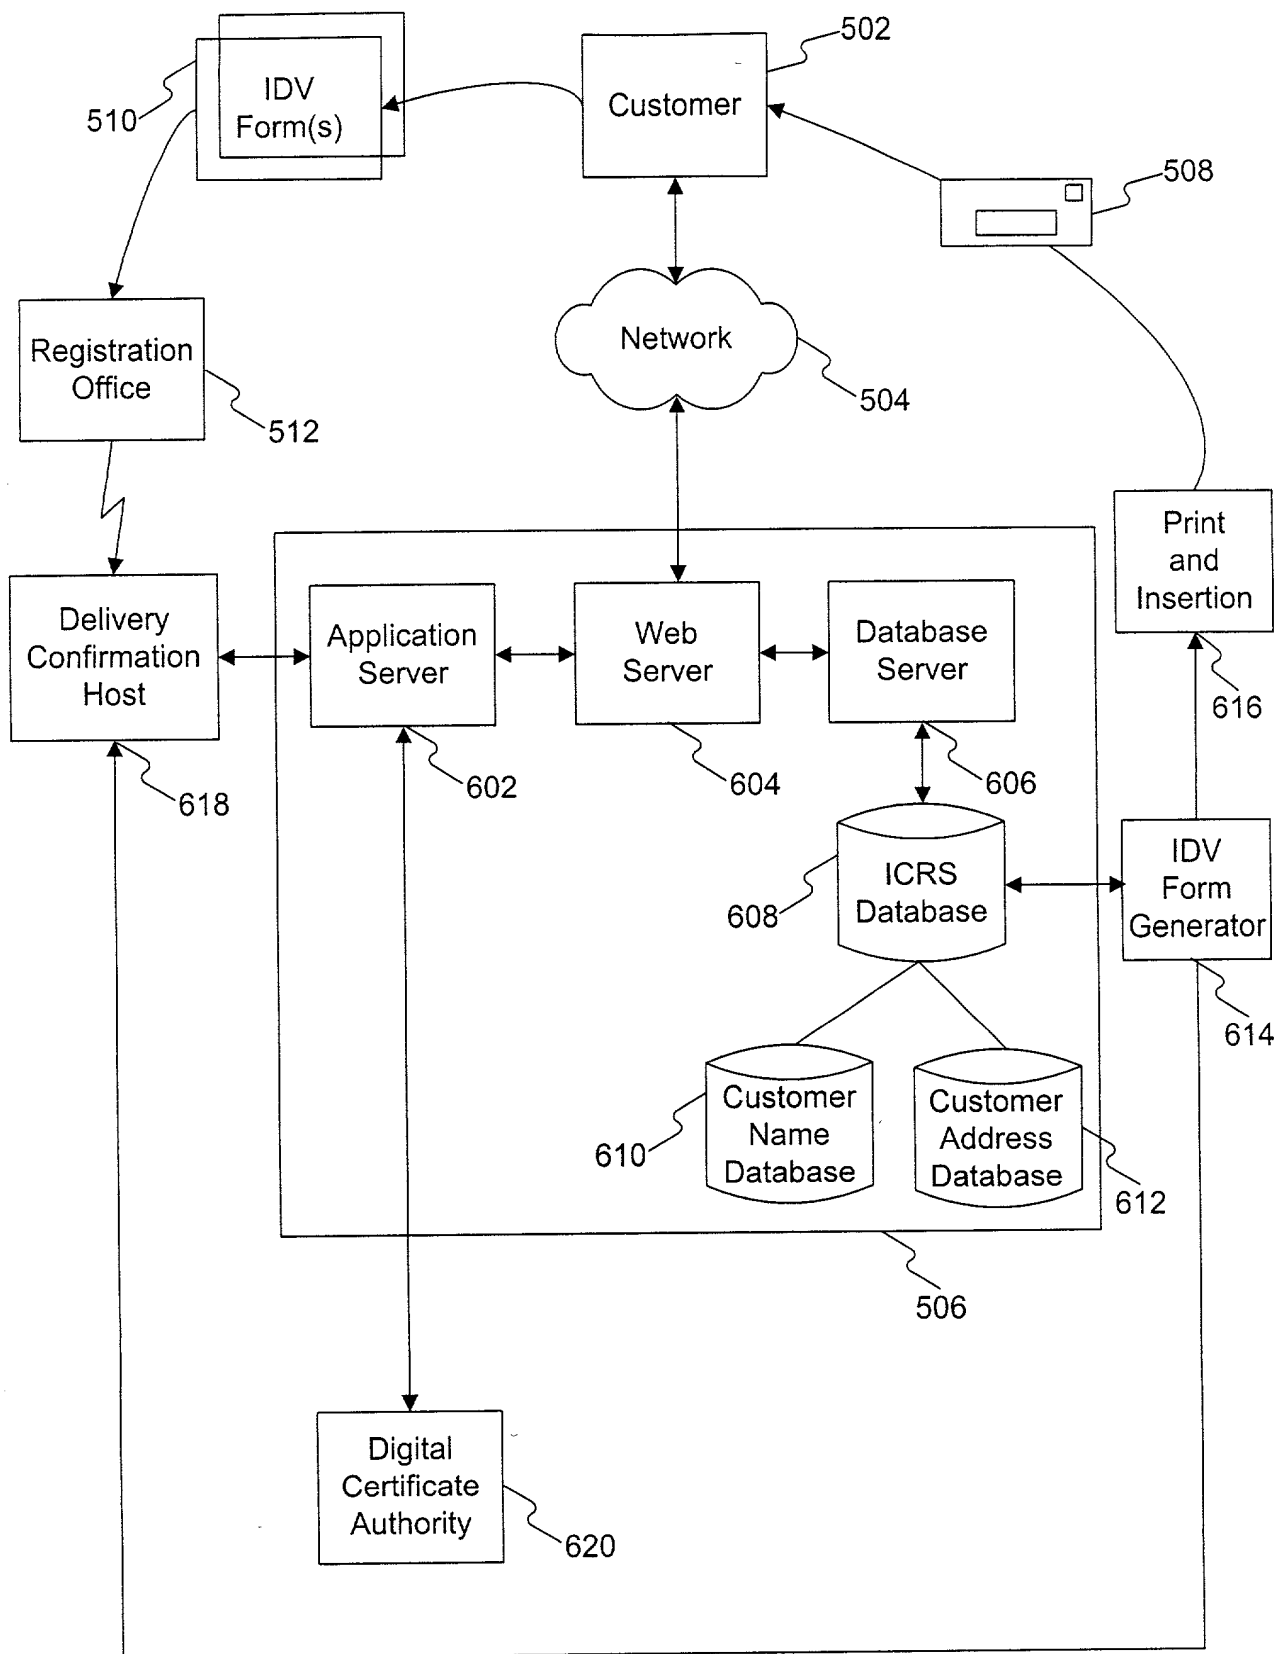 502
IDV
Form(s)
510
Customer
508
Network
504
Registration
Office
512
Print
and
Insertion
616
Delivery
Confirmation
Host
618
Application
Server
602
Web
Server
604
Database
Server
606
ICRS
Database
608
IDV
Form
Generator
614
Customer
Name
Database
610
Customer
Address
Database
612
506
Digital
Certificate
Authority
620